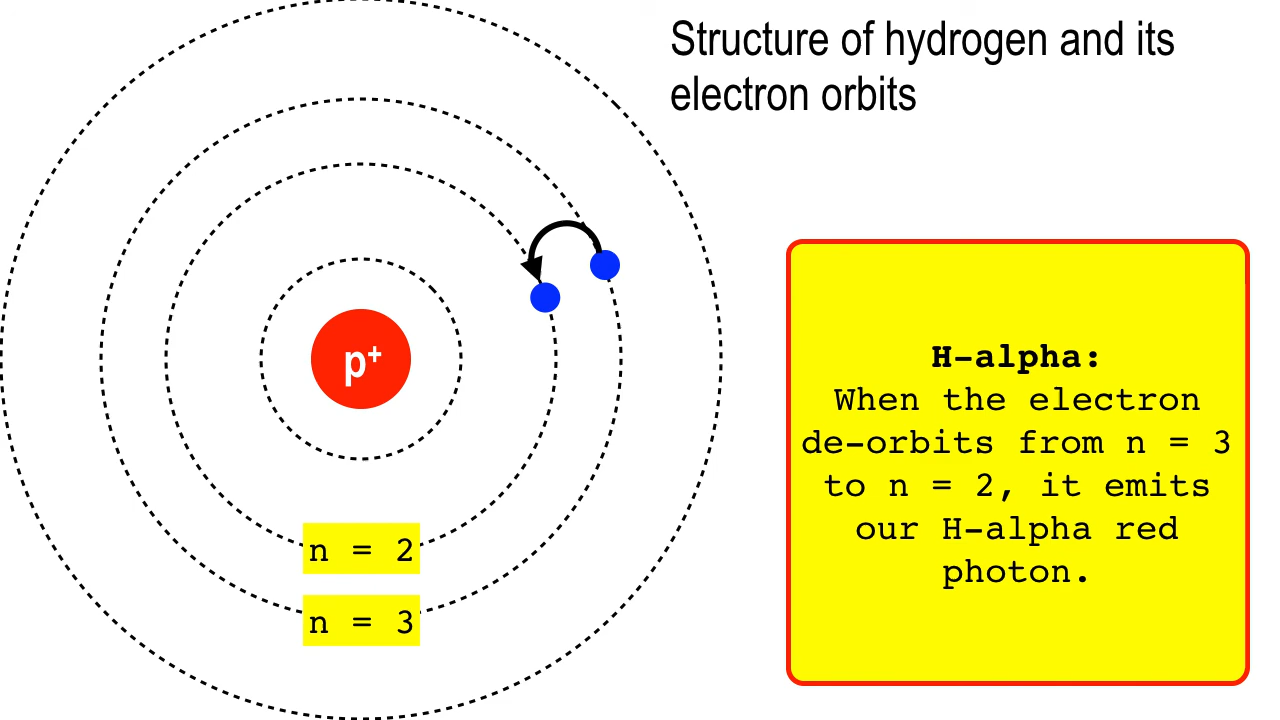 Structure of hydrogen and its
electron orbits
p⁺
H-alpha:
When the electron
de-orbits from n = 3
to n = 2, it emits
our H-alpha red
photon.
n = 2
n = 3